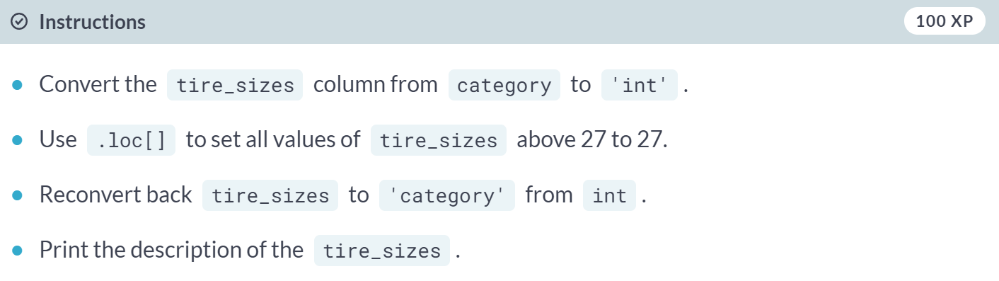 Instructions
100 XP
Convert the tire_sizes column from category to 'int'.
Use .loc[] to set all values of tire_sizes above 27 to 27.
Reconvert back tire_sizes to 'category' from int.
Print the description of the tire_sizes.